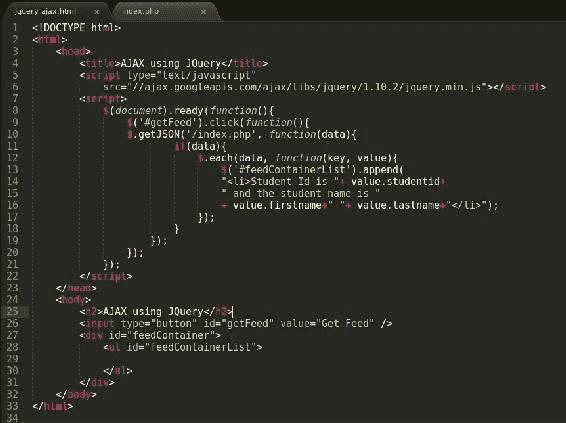 jquery-ajax.html × index.php ×
1 <!DOCTYPE html>
2 <html>
3 <head>
4 <title>AJAX using JQuery</title>
5 <script type="text/javascript"
6 src="//ajax.googleapis.com/ajax/libs/jquery/1.10.2/jquery.min.js"></script>
7 <script>
8 $(document).ready(function(){
9 $('#getFeed').click(function(){
10 $.getJSON('/index.php', function(data){
11 if(data){
12 $.each(data, function(key, value){
13 $('#feedContainerList').append(
14 "<li>Student Id is "+ value.studentid+
15 " and the student name is "
16 + value.firstname+" "+ value.lastname+"</li>");
17 });
18 }
19 });
20 });
21 });
22 </script>
23 </head>
24 <body>
25 <h2>AJAX using JQuery</h2>
26 <input type="button" id="getFeed" value="Get Feed" />
27 <div id="feedContainer">
28 <ul id="feedContainerList">
29
30 </ul>
31 </div>
32 </body>
33 </html>
34